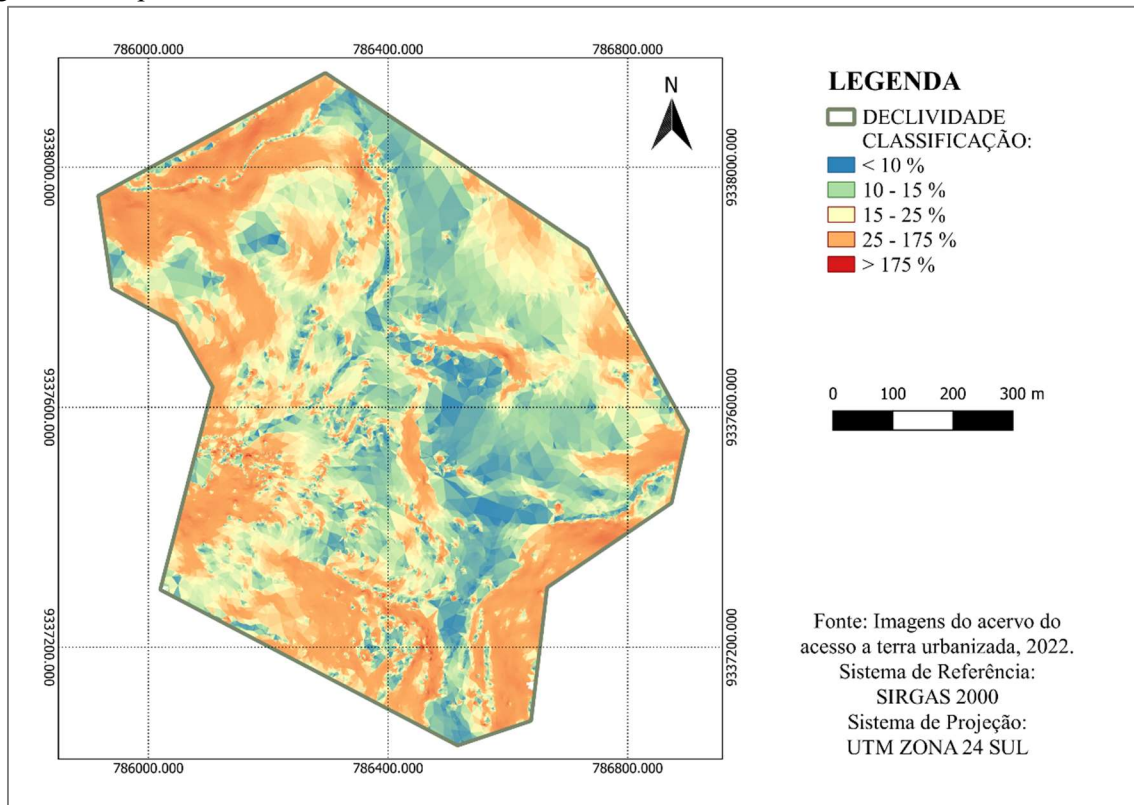 786000.000
786400.000
786800.000
9338000.000
9338000.000
9337600.000
9337600.000
9337200.000
9337200.000
786000.000
786400.000
786800.000
N
LEGENDA
DECLIVIDADE
CLASSIFICAÇÃO:
< 10 %
10 - 15 %
15 - 25 %
25 - 175 %
> 175 %
0 100 200 300 m
Fonte: Imagens do acervo do
acesso a terra urbanizada, 2022.
Sistema de Referência:
SIRGAS 2000
Sistema de Projeção:
UTM ZONA 24 SUL